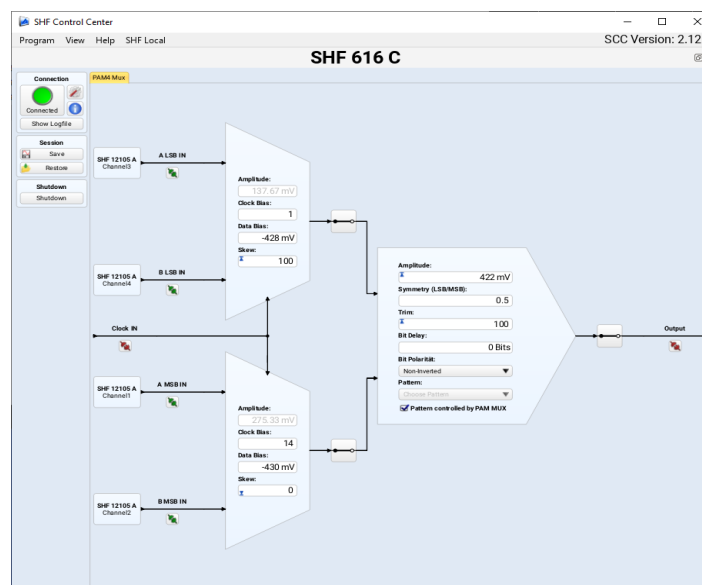 SHF Control Center
Program View Help SHF Local
SCC Version: 2.12
SHF 616 C
Connection
Connected
Show Logfile
Session
Save
Restore
Shutdown
Shutdown
PAM4 Mux
SHF 12105 A
Channel3
A LSB IN
SHF 12105 A
Channel4
B LSB IN
Amplitude:
137.67 mV
Clock Bias:
1
Data Bias:
-428 mV
Skew:
100
Clock IN
SHF 12105 A
Channel1
A MSB IN
SHF 12105 A
Channel2
B MSB IN
Amplitude:
275.33 mV
Clock Bias:
14
Data Bias:
-430 mV
Skew:
0
Amplitude:
422 mV
Symmetry (LSB/MSB):
0.5
Trim:
100
Bit Delay:
0 Bits
Bit Polarität:
Non-Inverted
Pattern:
Choose Pattern
Pattern controlled by PAM MUX
Output